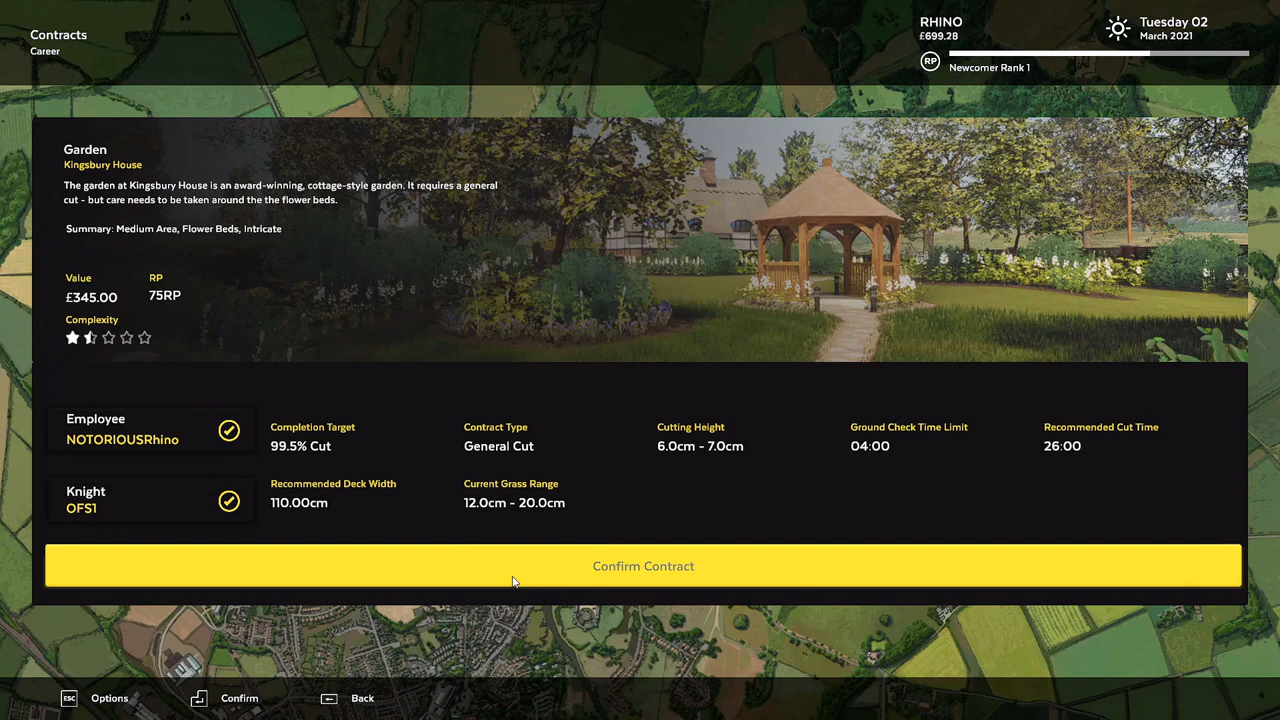 Contracts
Career
RHINO
£699.28
Tuesday 02
March 2021
RP
Newcomer Rank 1
Garden
Kingsbury House
The garden at Kingsbury House is an award-winning, cottage-style garden. It requires a general
cut - but care needs to be taken around the the flower beds.
Summary: Medium Area, Flower Beds, Intricate
Value
RP
£345.00
75RP
Complexity
Employee
NOTORIOUSRhino
Completion Target
99.5% Cut
Contract Type
General Cut
Cutting Height
6.0cm - 7.0cm
Ground Check Time Limit
04:00
Recommended Cut Time
26:00
Knight
OFS1
Recommended Deck Width
110.00cm
Current Grass Range
12.0cm - 20.0cm
Confirm Contract
ESC Options
Confirm
Back